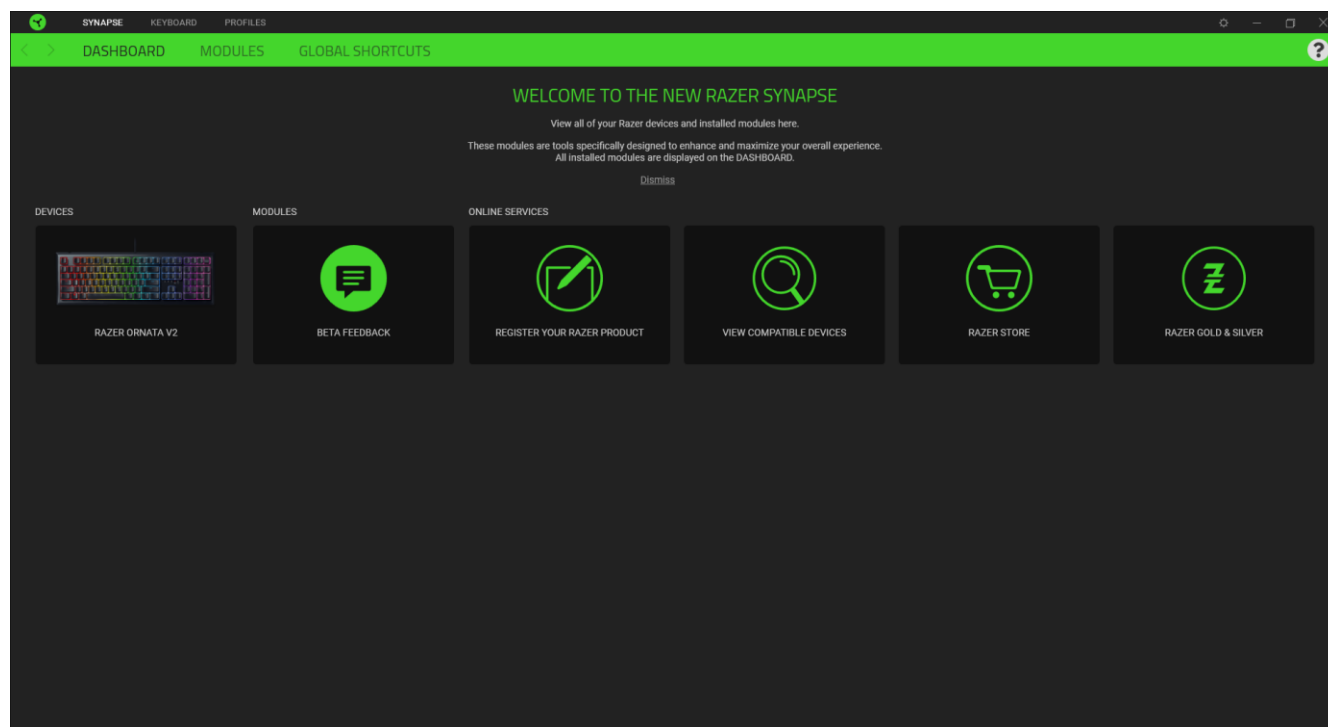 SYNAPSE KEYBOARD PROFILES
DASHBOARD MODULES GLOBAL SHORTCUTS ?
WELCOME TO THE NEW RAZER SYNAPSE
View all of your Razer devices and installed modules here.
These modules are tools specifically designed to enhance and maximize your overall experience.
All installed modules are displayed on the DASHBOARD.
Dismiss
DEVICES MODULES ONLINE SERVICES
RAZER ORNATA V2 BETA FEEDBACK REGISTER YOUR RAZER PRODUCT VIEW COMPATIBLE DEVICES RAZER STORE RAZER GOLD & SILVER